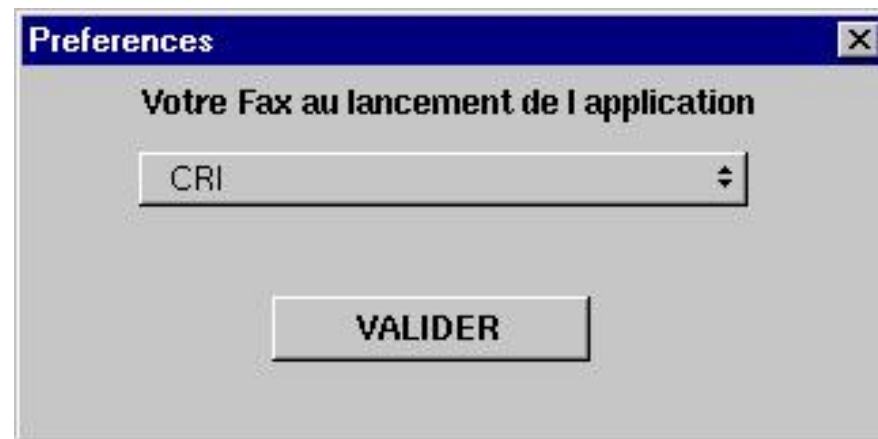 Preferences
Votre Fax au lancement de l application
CRI
VALIDER